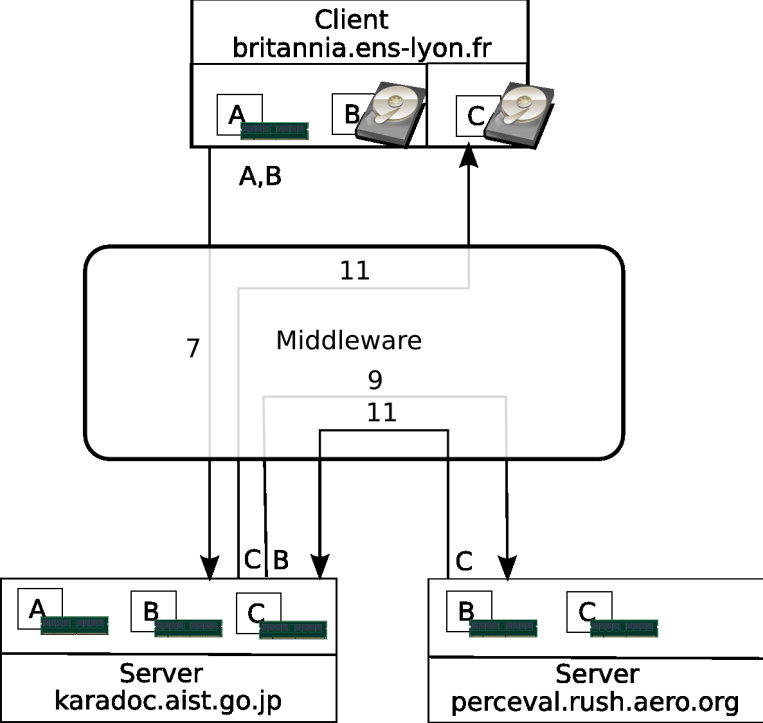 Client
britannia.ens-lyon.fr
A
B
C
A,B
11
7
Middleware
9
11
C B
C
A
B
C
B
C
Server
karadoc.aist.go.jp
Server
perceval.rush.aero.org